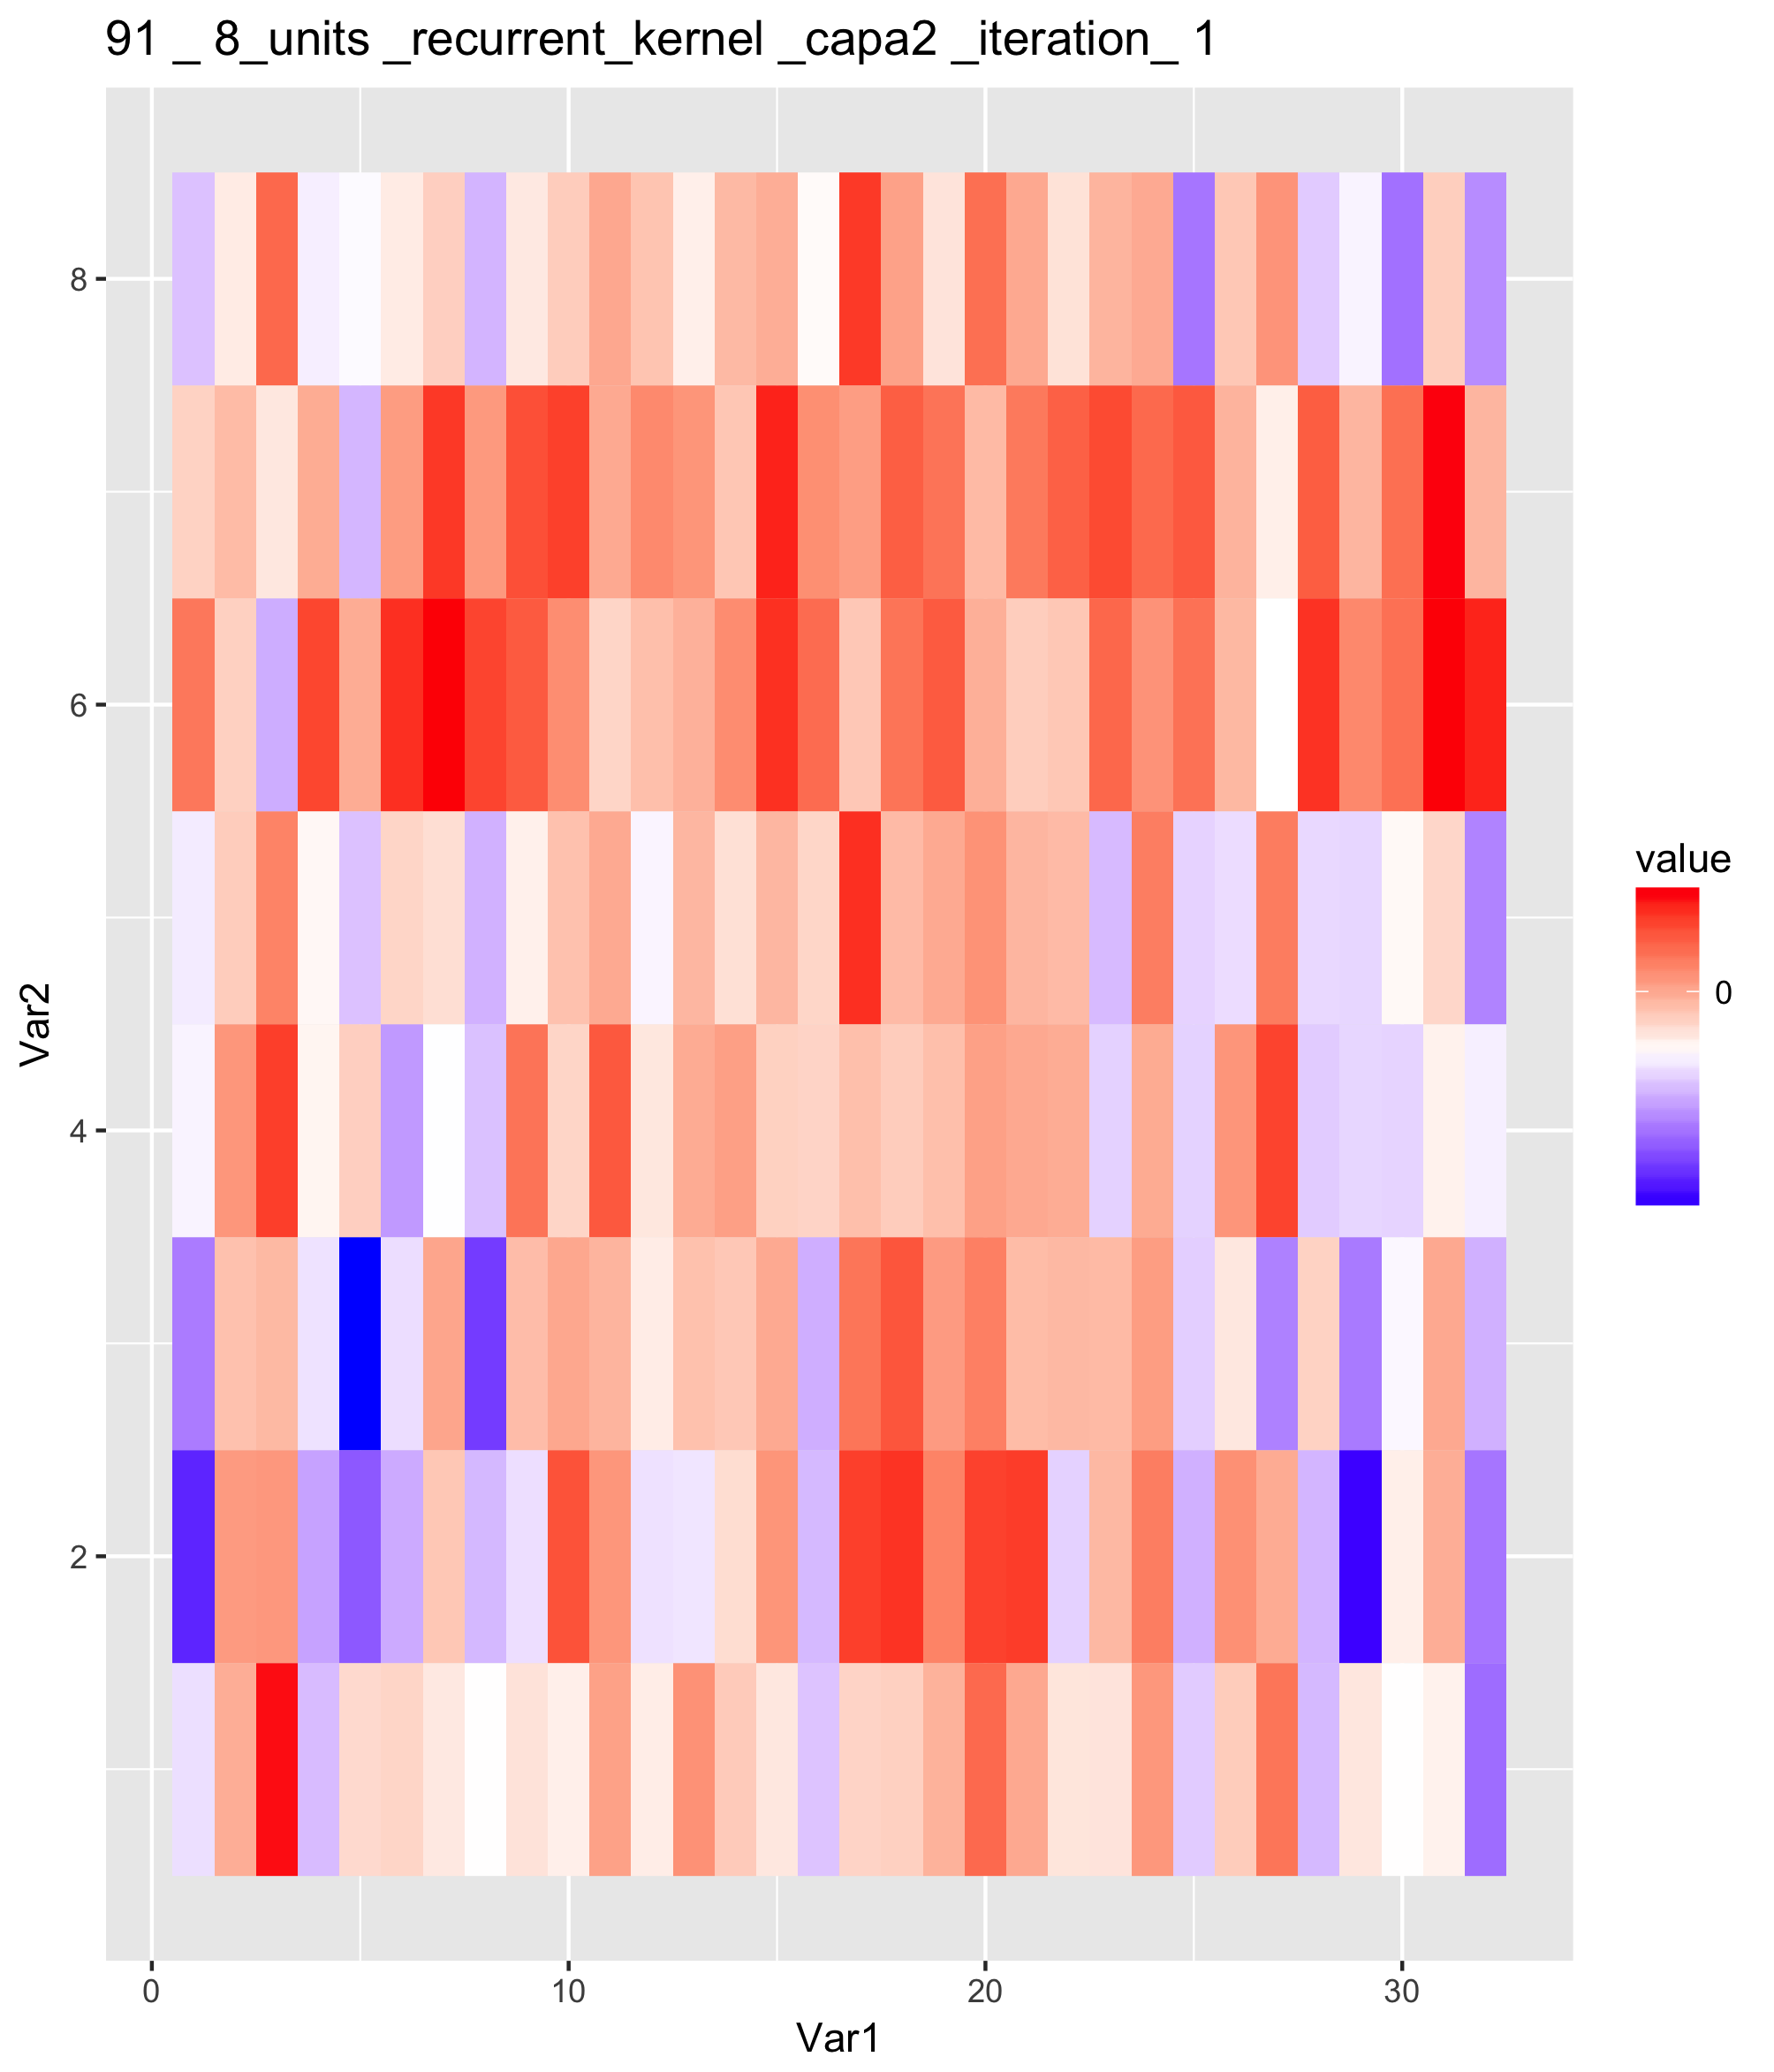 91 _ 8_units _recurrent_kernel _capa2 _iteration_ 1
8
6
4
2
0
10
20
30
Var1
Var2
value
0